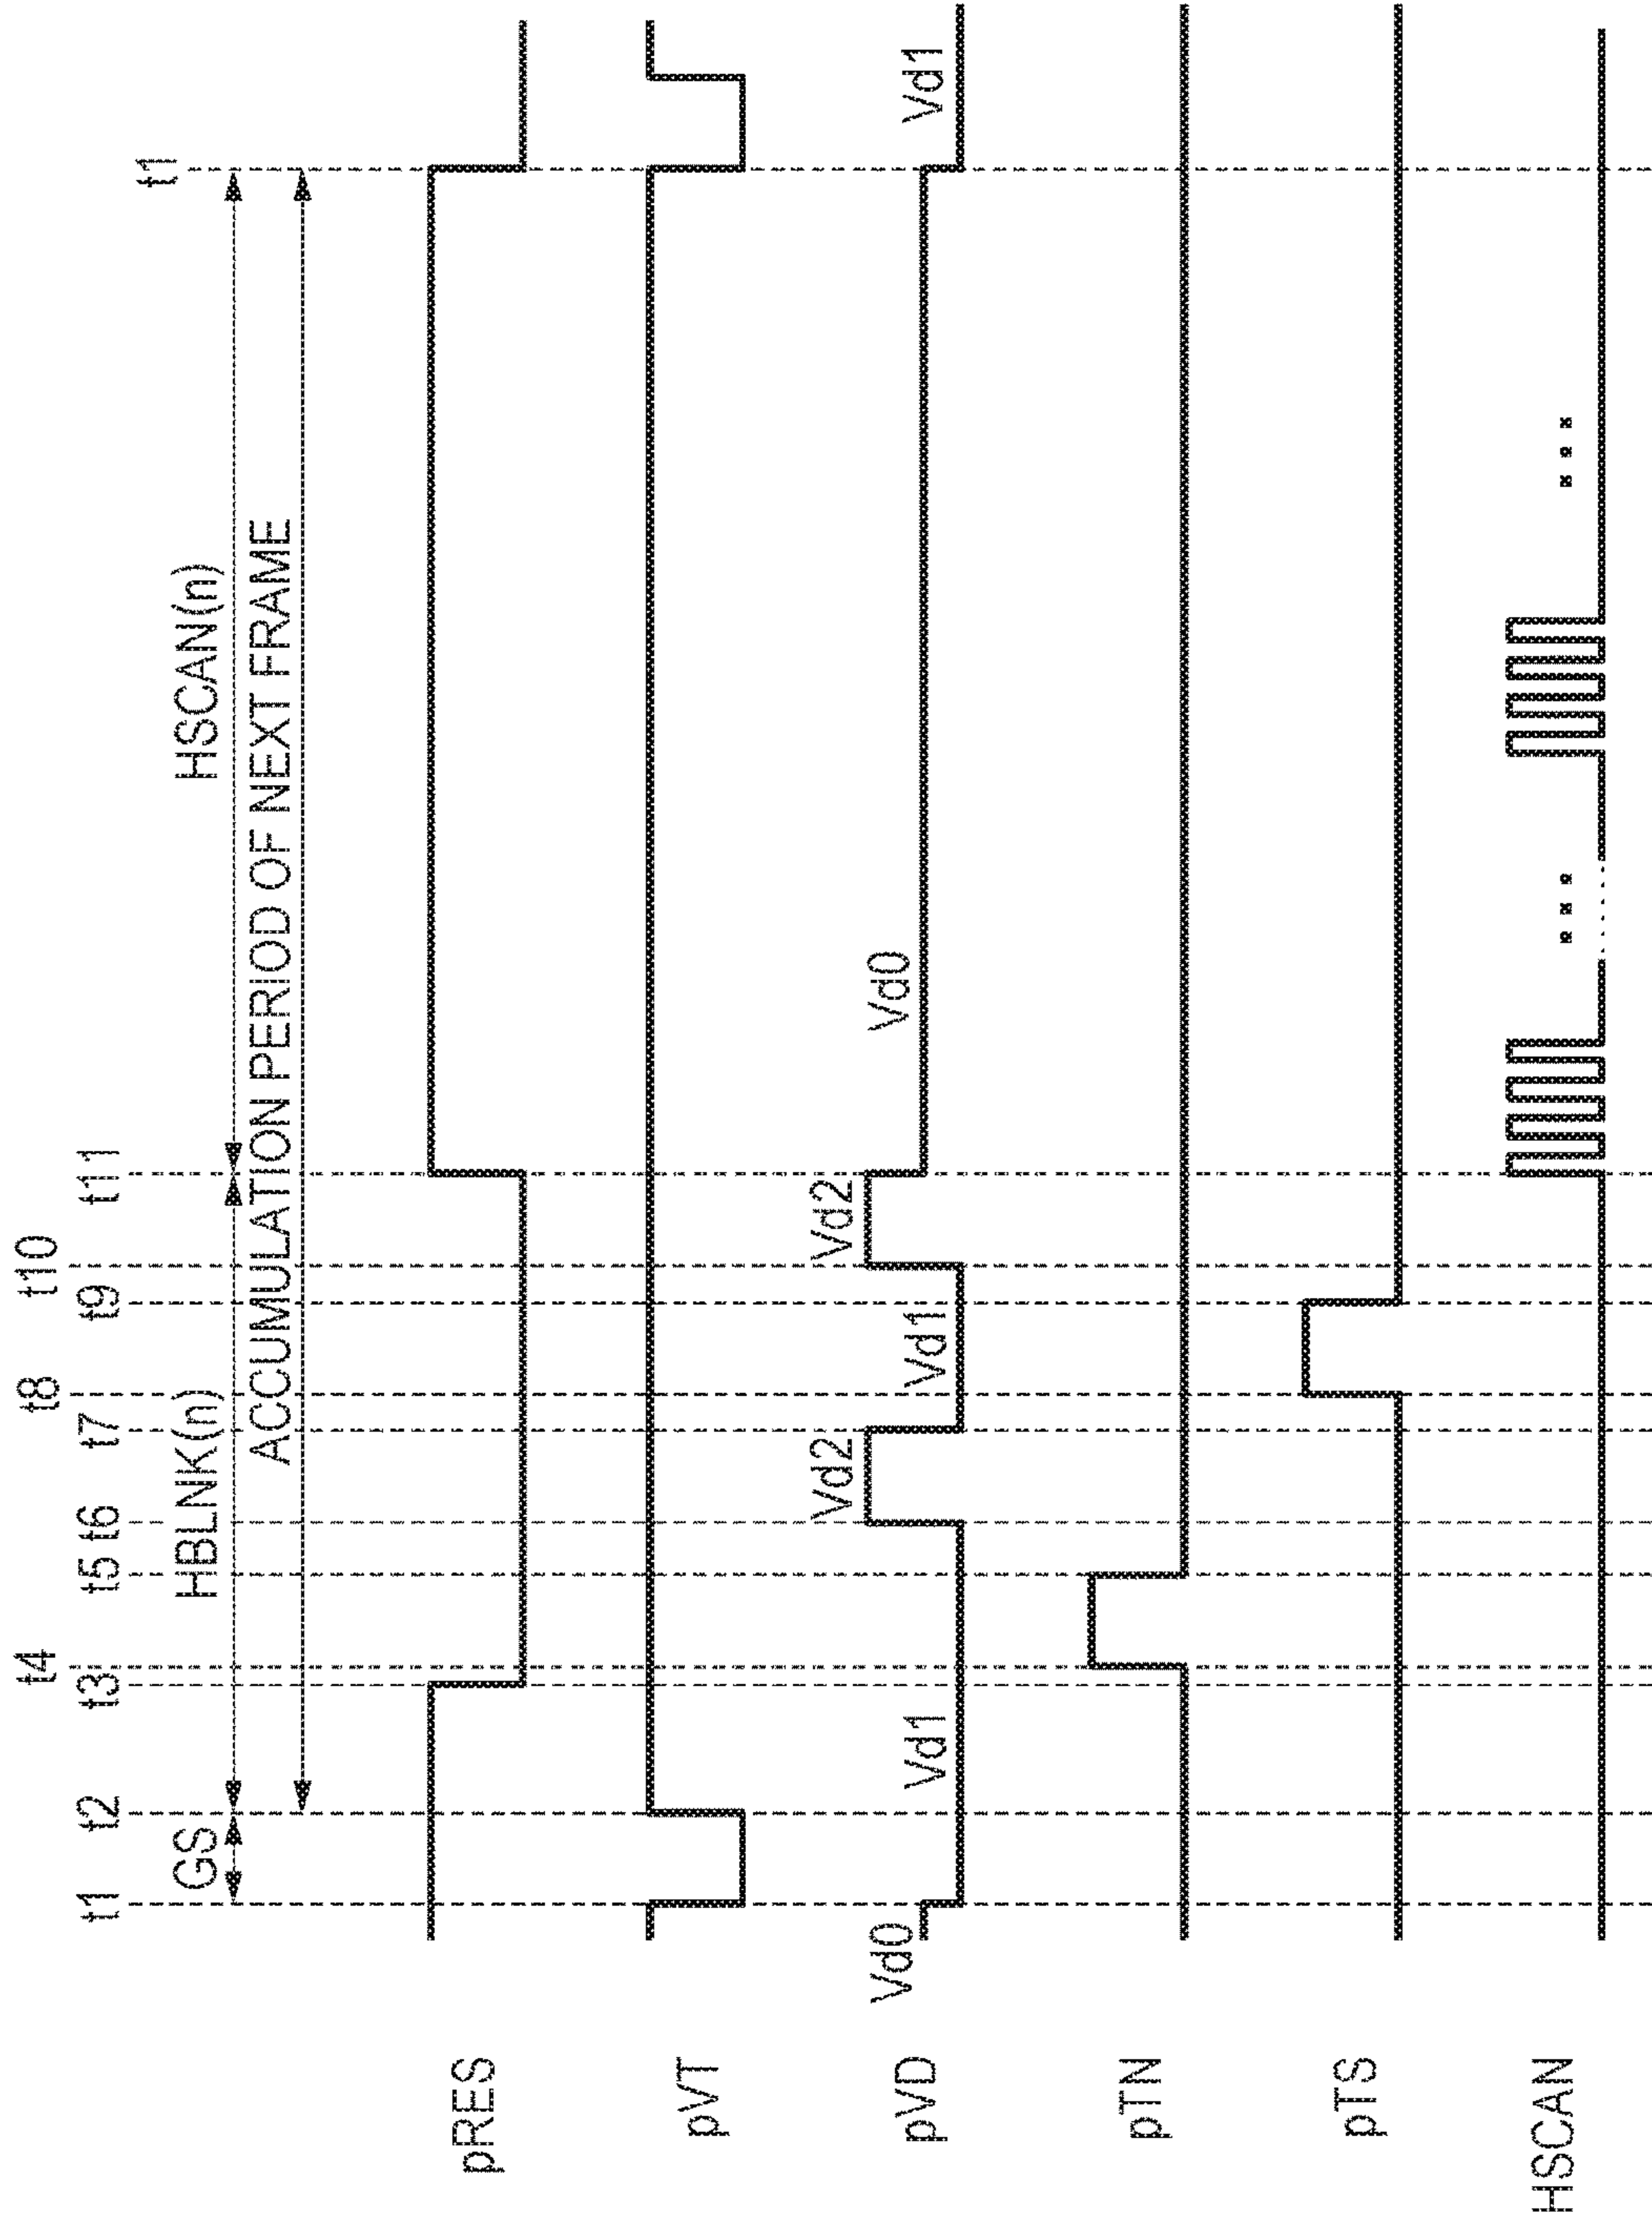 t1 t2 t3 t4 t5 t6 t7 t8 t9 t10 t11 t1
GS HBLNK(n) HSCAN(n)
ACCUMULATION PERIOD OF NEXT FRAME
pRES
pVT
pVD Vd0 Vd1 Vd2 Vd1 Vd2 Vd0 Vd1
pTN
pTS
HSCAN